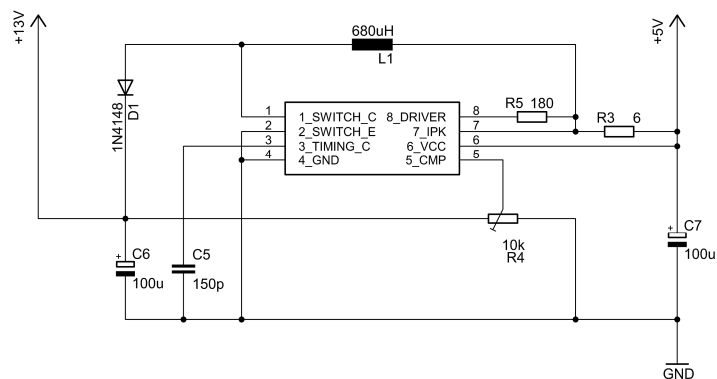 +13V
680uH
L1
+5V
1N4148
D1
1
2
3
4
1_SWITCH_C
2_SWITCH_E
3_TIMING_C
4_GND
8_DRIVER
7_IPK
6_VCC
5_CMP
8
7
6
5
R5 180
R3 6
10k
R4
+
C6
100u
C5
150p
+
C7
100u
GND